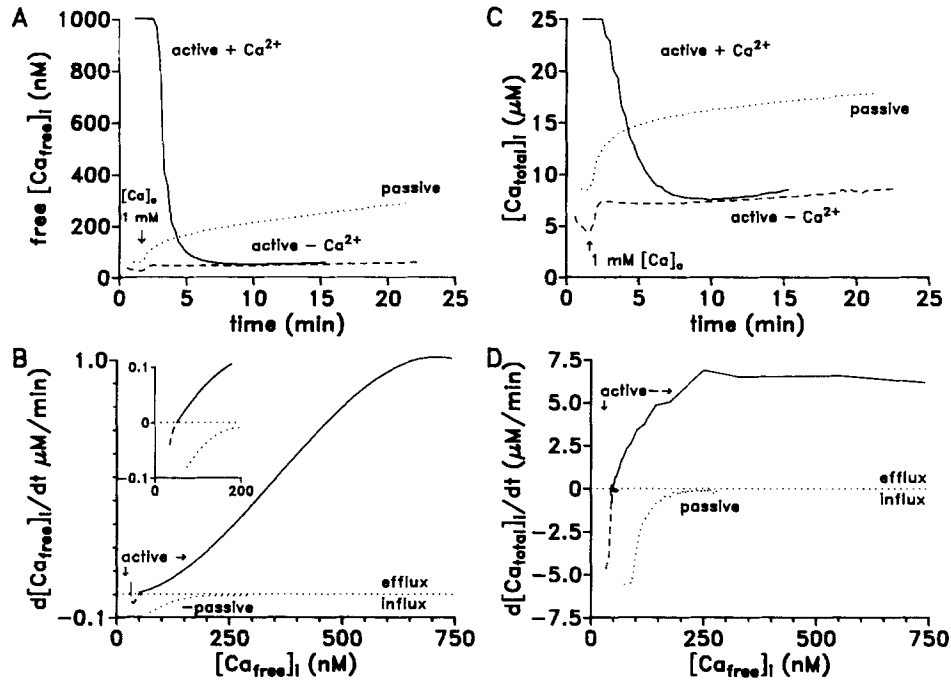 A
free [Ca_free]_i (nM)
1000
800
600
400
200
0
active + Ca²⁺
[Ca]ₒ
1 mM
↓
passive
active – Ca²⁺
0 5 10 15 20 25
time (min)
C
[Ca_total]_i (μM)
25
20
15
10
5
0
active + Ca²⁺
passive
active – Ca²⁺
1 mM [Ca]ₒ
0 5 10 15 20 25
time (min)
B
d[Ca_free]_i/dt μM/min)
1.0
-0.1
0.1
0
-0.1
0 200
active →
↓
-passive
efflux
influx
0 250 500 750
[Ca_free]_i (nM)
D
d[Ca_total]_i/dt (μM/min)
7.5
5.0
2.5
0
-2.5
-5.0
-7.5
active-→
↓
efflux
influx
passive
0 250 500 750
[Ca_free]_i (nM)